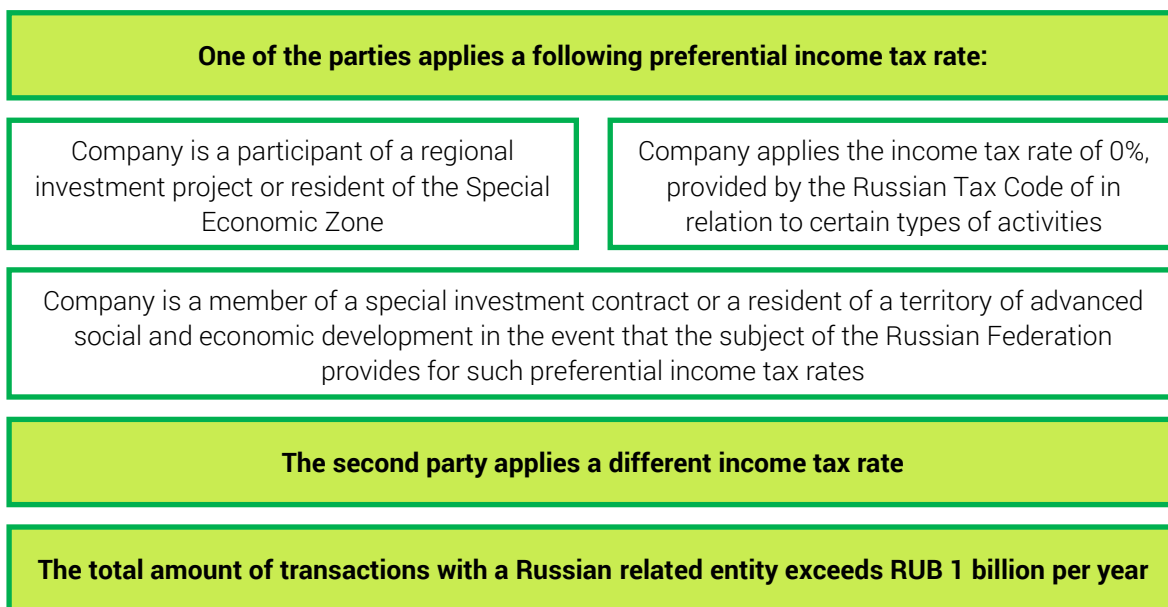 One of the parties applies a following preferential income tax rate:
Company is a participant of a regional
investment project or resident of the Special
Economic Zone
Company applies the income tax rate of 0%,
provided by the Russian Tax Code of in
relation to certain types of activities
Company is a member of a special investment contract or a resident of a territory of advanced
social and economic development in the event that the subject of the Russian Federation
provides for such preferential income tax rates
The second party applies a different income tax rate
The total amount of transactions with a Russian related entity exceeds RUB 1 billion per year